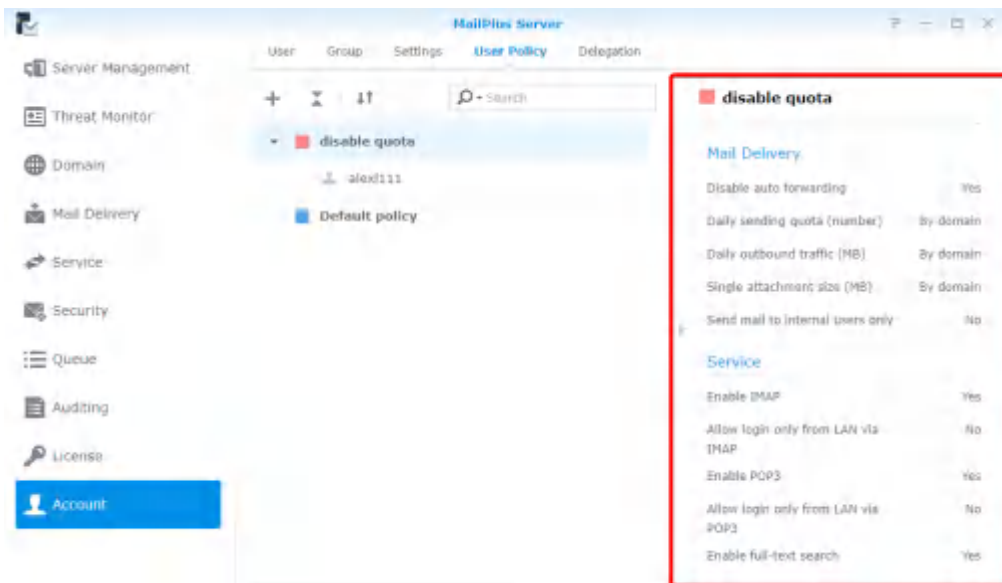 MailPlus Server
Server Management
Threat Monitor
Domain
Mail Delivery
Service
Security
Queue
Auditing
License
Account
User Group Settings User Policy Delegation
Search
disable quota
alexl111
Default policy
disable quota
Mail Delivery
Disable auto forwarding Yes
Daily sending quota (number) By domain
Daily outbound traffic (MB) By domain
Single attachment size (MB) By domain
Send mail to internal users only No
Service
Enable IMAP Yes
Allow login only from LAN via No
IMAP
Enable POP3 Yes
Allow login only from LAN via No
POP3
Enable full-text search Yes